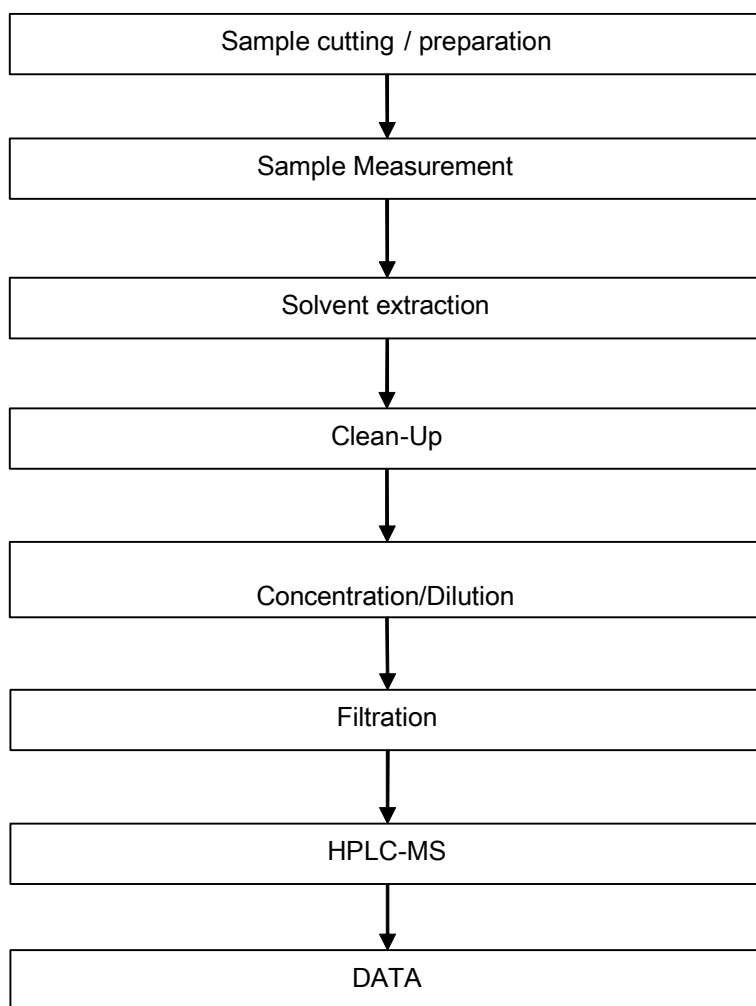 Sample cutting / preparation
Sample Measurement
Solvent extraction
Clean-Up
Concentration/Dilution
Filtration
HPLC-MS
DATA